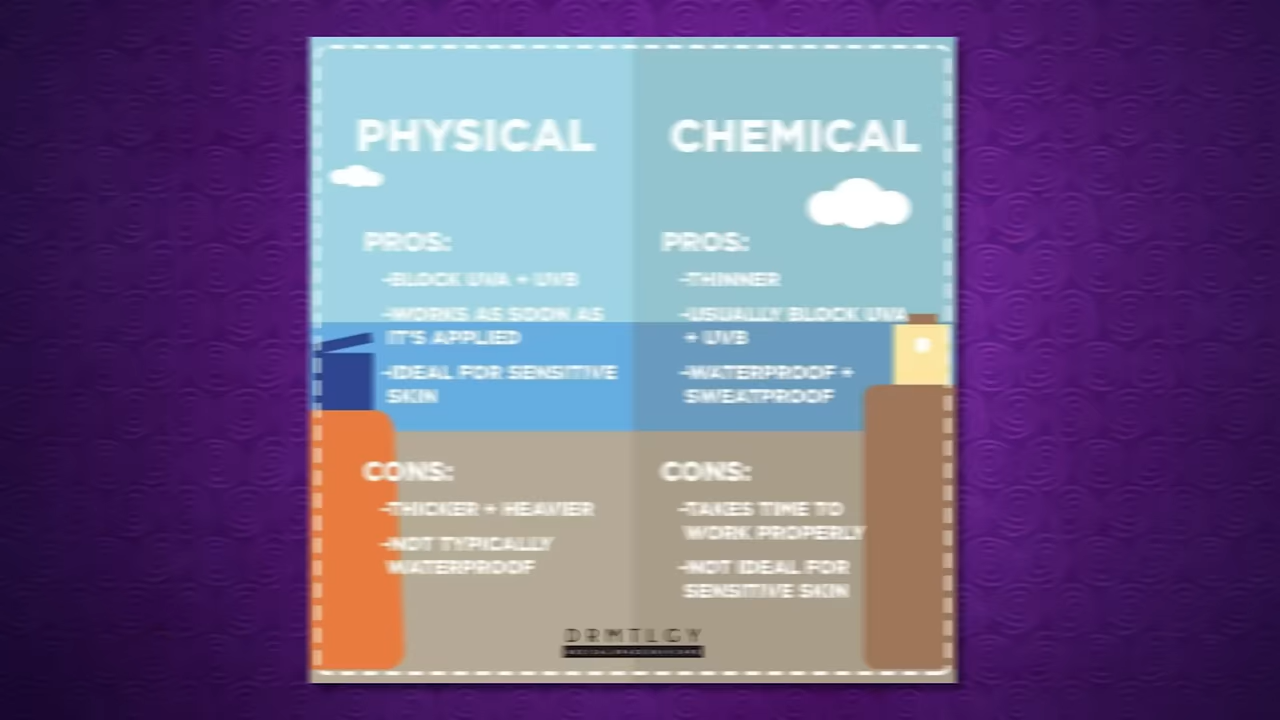 PHYSICAL
PROS:
-BLOCK UVA + UVB
-WORKS AS SOON AS
IT'S APPLIED
-IDEAL FOR SENSITIVE
SKIN
CONS:
-THICKER + HEAVIER
-NOT TYPICALLY
WATERPROOF
CHEMICAL
PROS:
-THINNER
-USUALLY BLOCK UVA
+ UVB
-WATERPROOF +
SWEATPROOF
CONS:
-TAKES TIME TO
WORK PROPERLY
-NOT IDEAL FOR
SENSITIVE SKIN
DRMTLGY